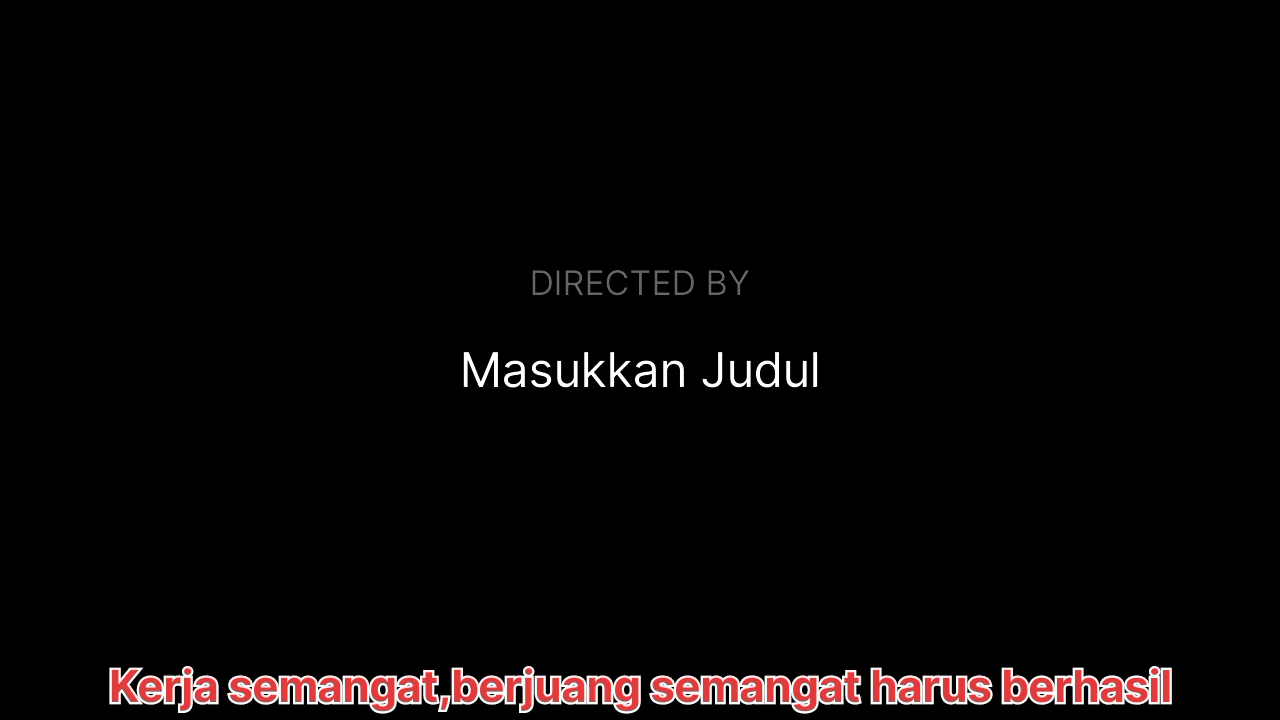 DIRECTED BY
Masukkan Judul
Kerja semangat,berjuang semangat harus berhasil